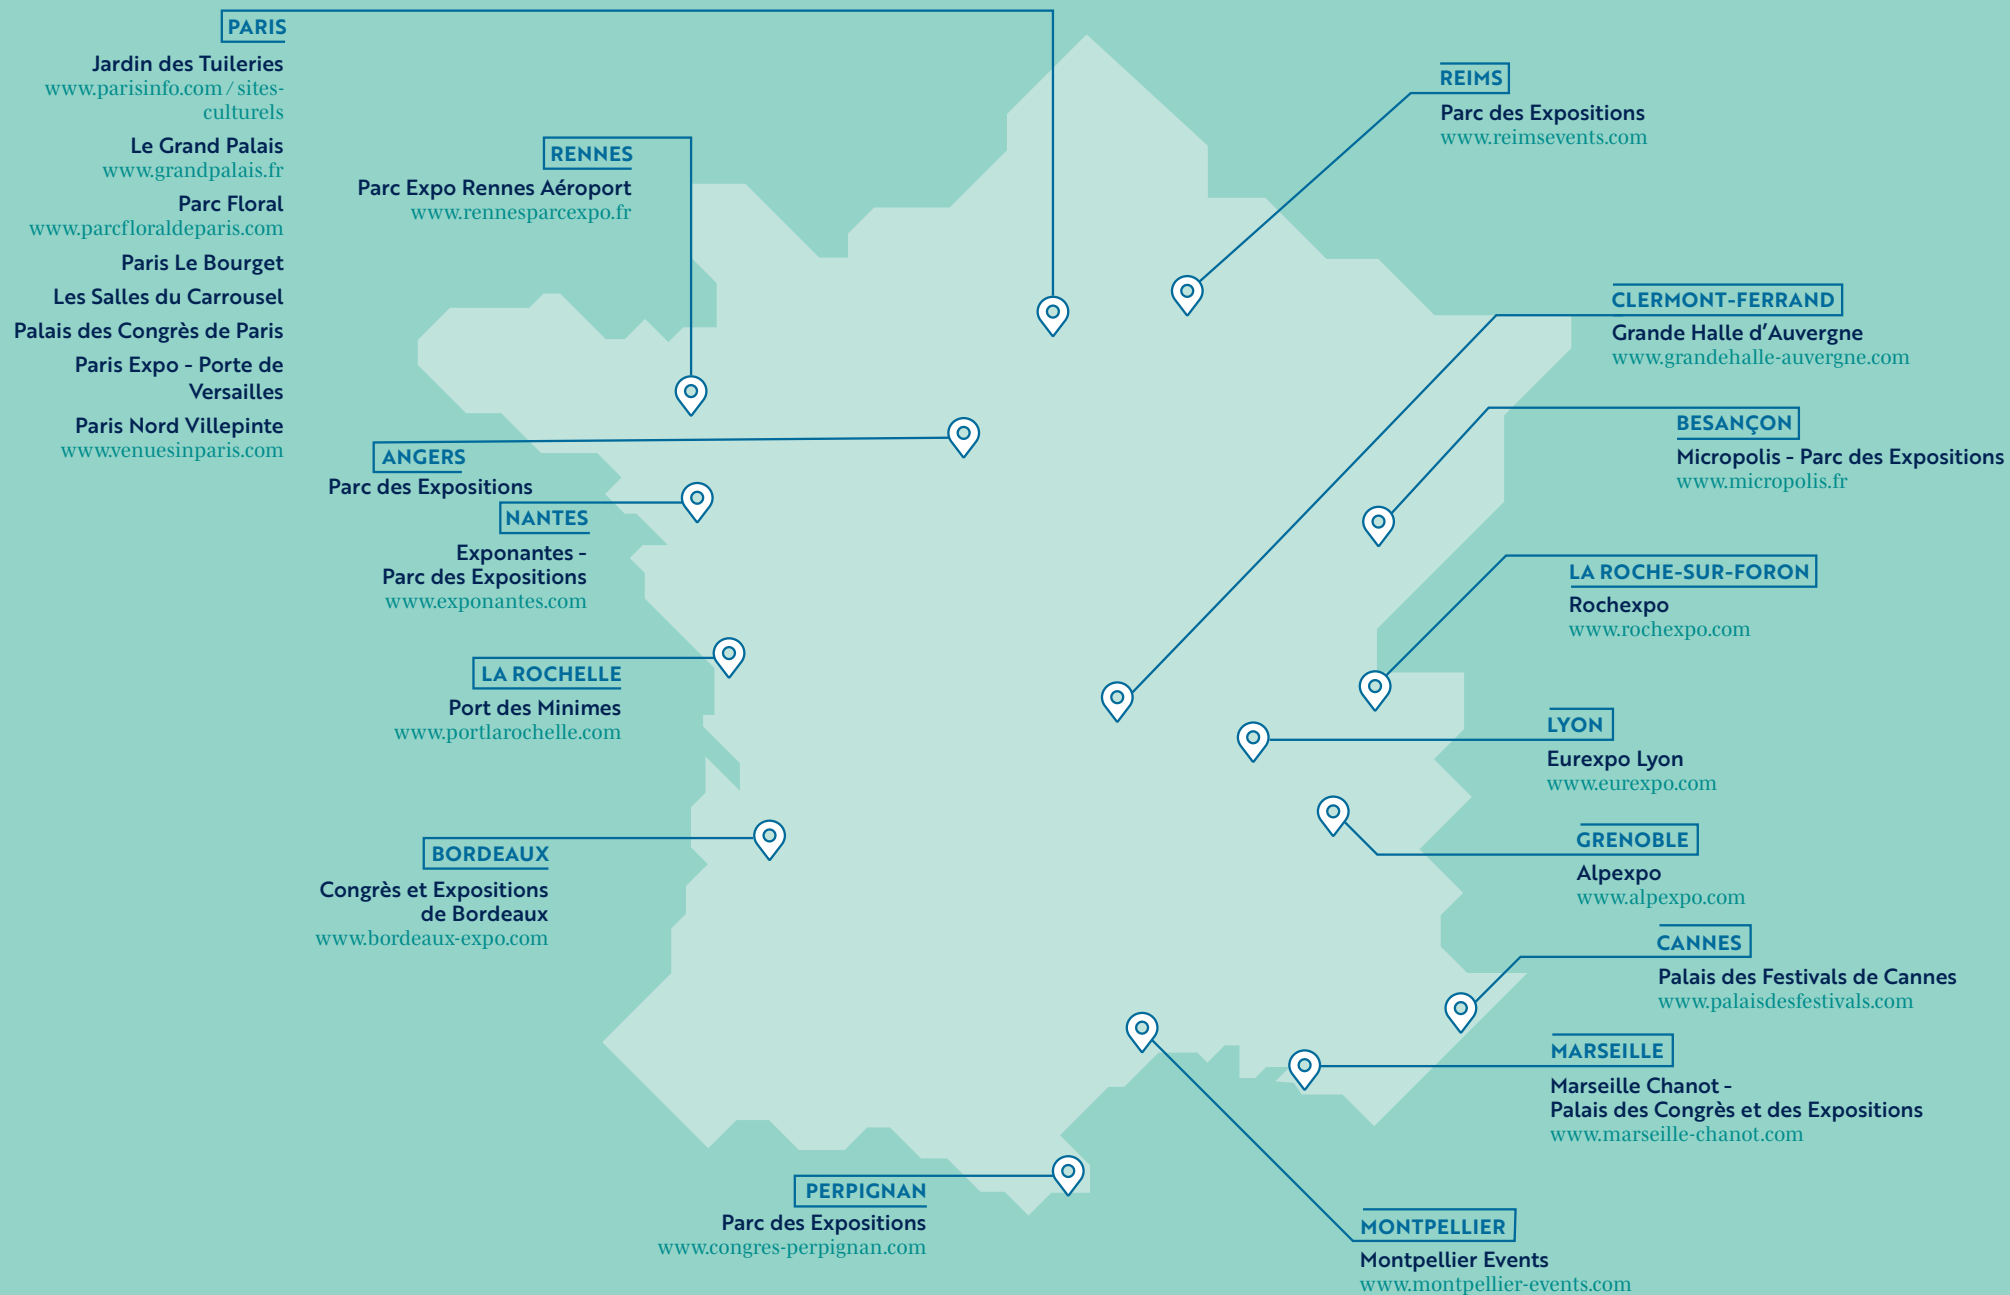 PARIS
Jardin des Tuileries
www.parisinfo.com / sites-
culturels
Le Grand Palais
www.grandpalais.fr
Parc Floral
www.parcfloraldeparis.com
Paris Le Bourget
Les Salles du Carrousel
Palais des Congrès de Paris
Paris Expo - Porte de
Versailles
Paris Nord Villepinte
www.venuesinparis.com
RENNES
Parc Expo Rennes Aéroport
www.rennesparcexpo.fr
ANGERS
Parc des Expositions
NANTES
Exponantes -
Parc des Expositions
www.exponantes.com
LA ROCHELLE
Port des Minimes
www.portlarochelle.com
BORDEAUX
Congrès et Expositions
de Bordeaux
www.bordeaux-expo.com
PERPIGNAN
Parc des Expositions
www.congres-perpignan.com
REIMS
Parc des Expositions
www.reimsevents.com
CLERMONT-FERRAND
Grande Halle d'Auvergne
www.grandehalle-auvergne.com
BESANÇON
Micropolis - Parc des Expositions
www.micropolis.fr
LA ROCHE-SUR-FORON
Rochexpo
www.rochexpo.com
LYON
Eurexpo Lyon
www.eurexpo.com
GRENOBLE
Alpexpo
www.alpexpo.com
CANNES
Palais des Festivals de Cannes
www.palaisdesfestivals.com
MARSEILLE
Marseille Chanot -
Palais des Congrès et des Expositions
www.marseille-chanot.com
MONTPELLIER
Montpellier Events
www.montpellier-events.com